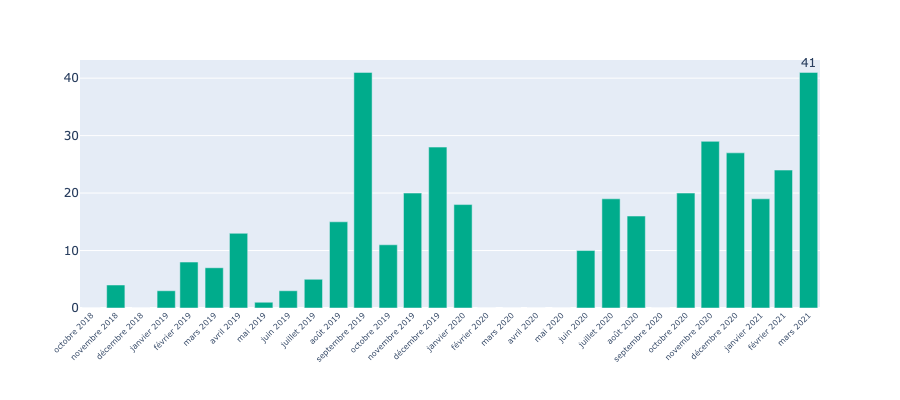 41
40
30
20
10
0
octobre 2018
novembre 2018
décembre 2018
janvier 2019
février 2019
mars 2019
avril 2019
mai 2019
juin 2019
juillet 2019
août 2019
septembre 2019
octobre 2019
novembre 2019
décembre 2019
janvier 2020
février 2020
mars 2020
avril 2020
mai 2020
juin 2020
juillet 2020
août 2020
septembre 2020
octobre 2020
novembre 2020
décembre 2020
janvier 2021
février 2021
mars 2021